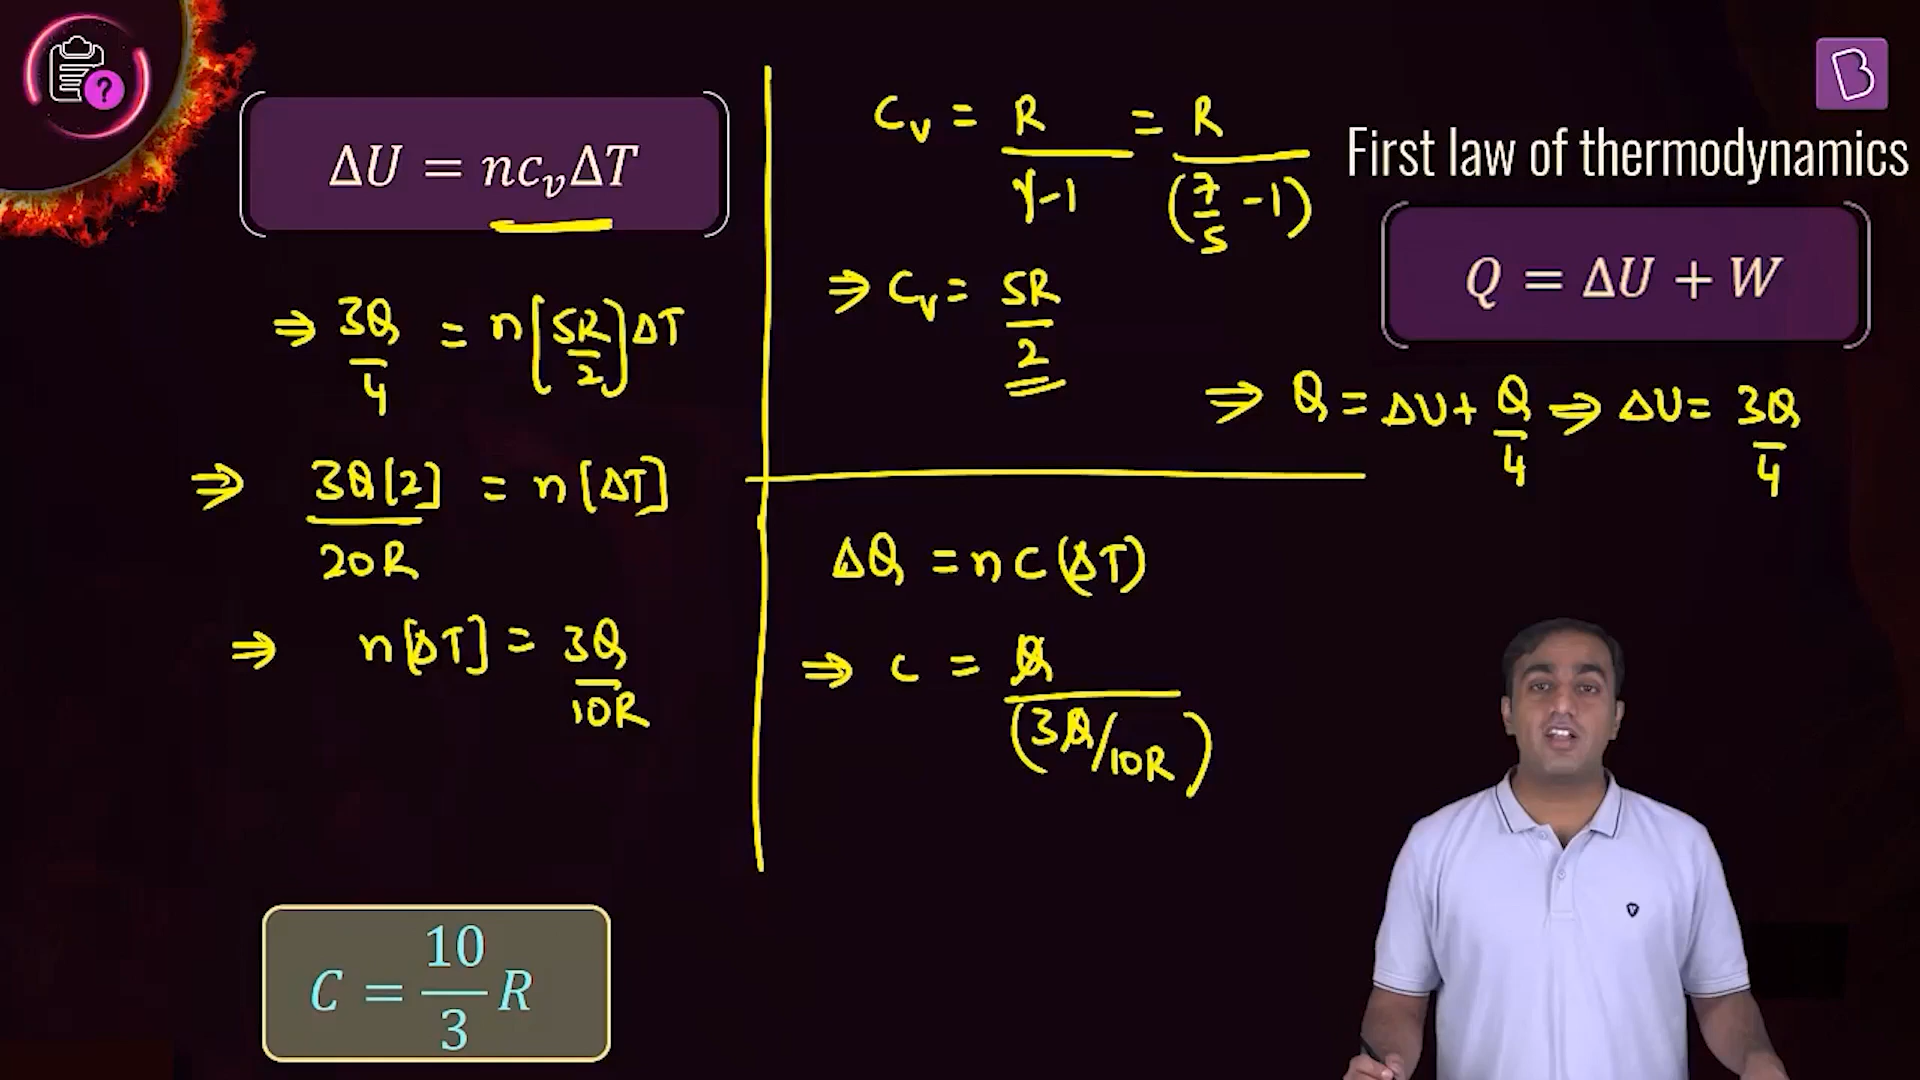 ΔU = nc_vΔT
⇒ 3Q/4 = n[5R/2]ΔT
⇒ 3Q[2]/20R = n[ΔT]
⇒ n[ΔT] = 3Q/10R
C = 10/3 R
C_v = R/(γ-1) = R/(7/5 -1)
⇒ C_v = 5R/2
ΔQ = nC(ΔT)
⇒ C = Q/(3Q/10R)
B
First law of thermodynamics
Q = ΔU + W
⇒ Q = ΔU + Q/4 ⇒ ΔU = 3Q/4
?